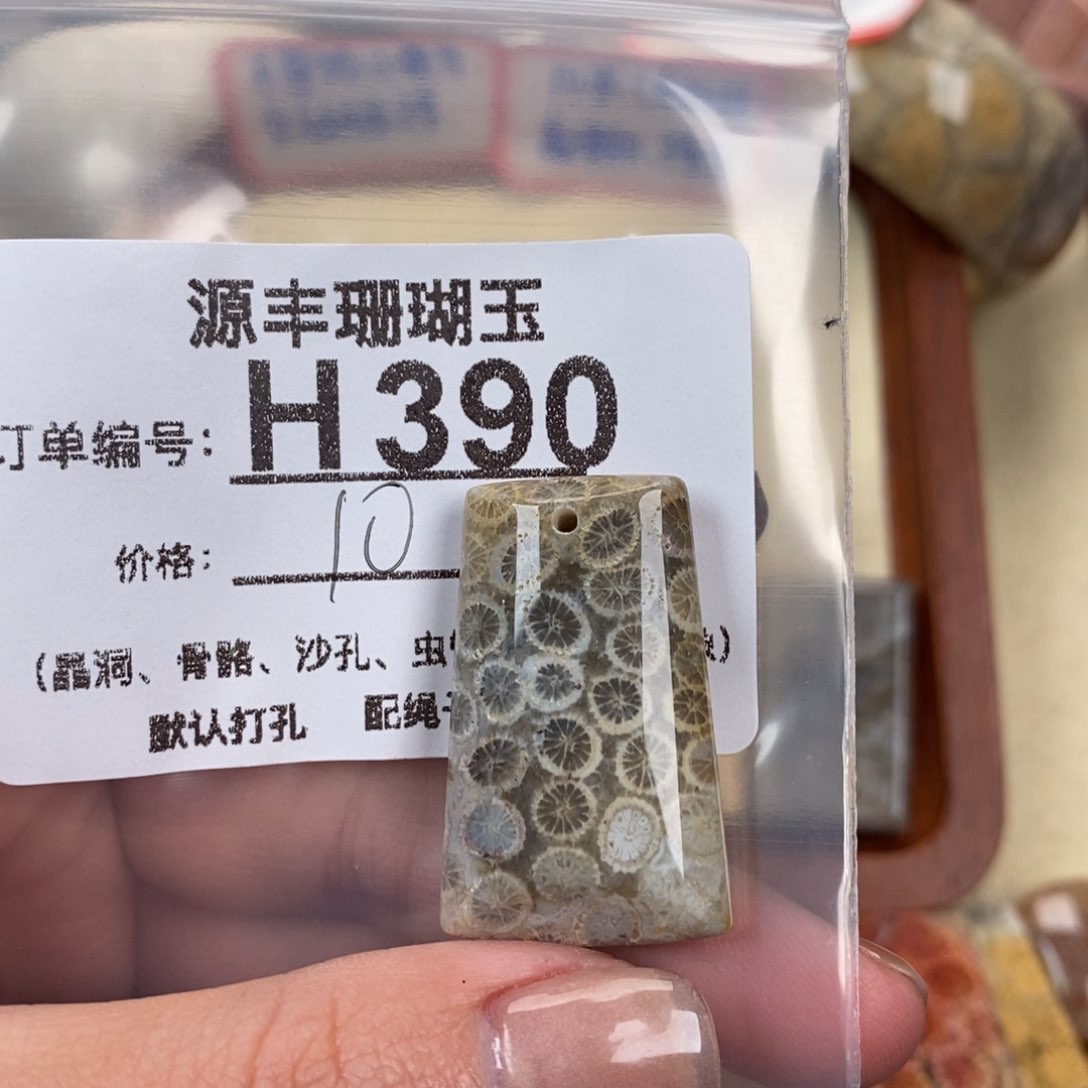 源丰珊瑚玉
订单编号: H390
价格: 10
(晶洞、骨骼、沙孔、虫
默认打孔 配绳